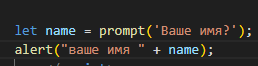 let name = prompt('Ваше имя?');
alert("ваше имя " + name);